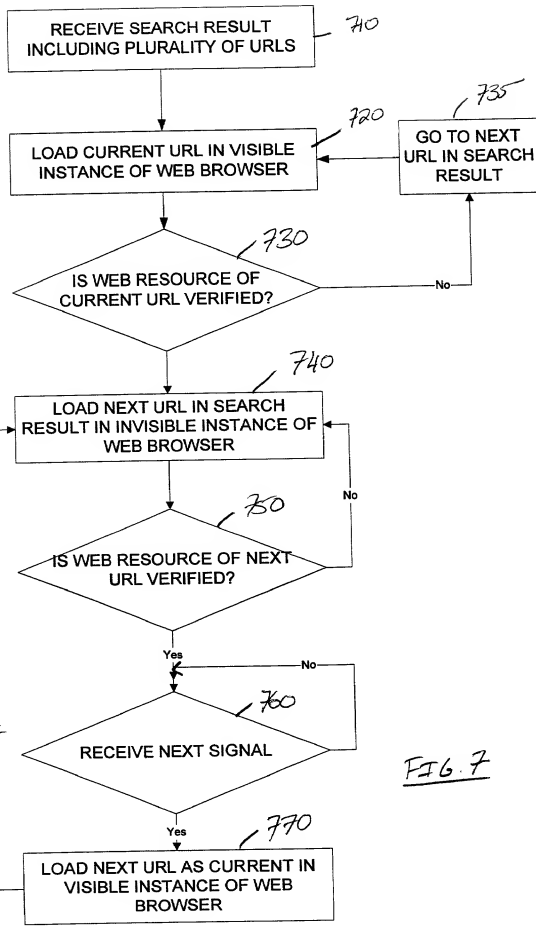 RECEIVE SEARCH RESULT
INCLUDING PLURALITY OF URLS
710
720
735
LOAD CURRENT URL IN VISIBLE
INSTANCE OF WEB BROWSER
GO TO NEXT
URL IN SEARCH
RESULT
730
IS WEB RESOURCE OF
CURRENT URL VERIFIED?
No
740
LOAD NEXT URL IN SEARCH
RESULT IN INVISIBLE INSTANCE OF
WEB BROWSER
No
750
IS WEB RESOURCE OF NEXT
URL VERIFIED?
Yes
No
760
RECEIVE NEXT SIGNAL
FIG. 7
Yes
770
LOAD NEXT URL AS CURRENT IN
VISIBLE INSTANCE OF WEB
BROWSER